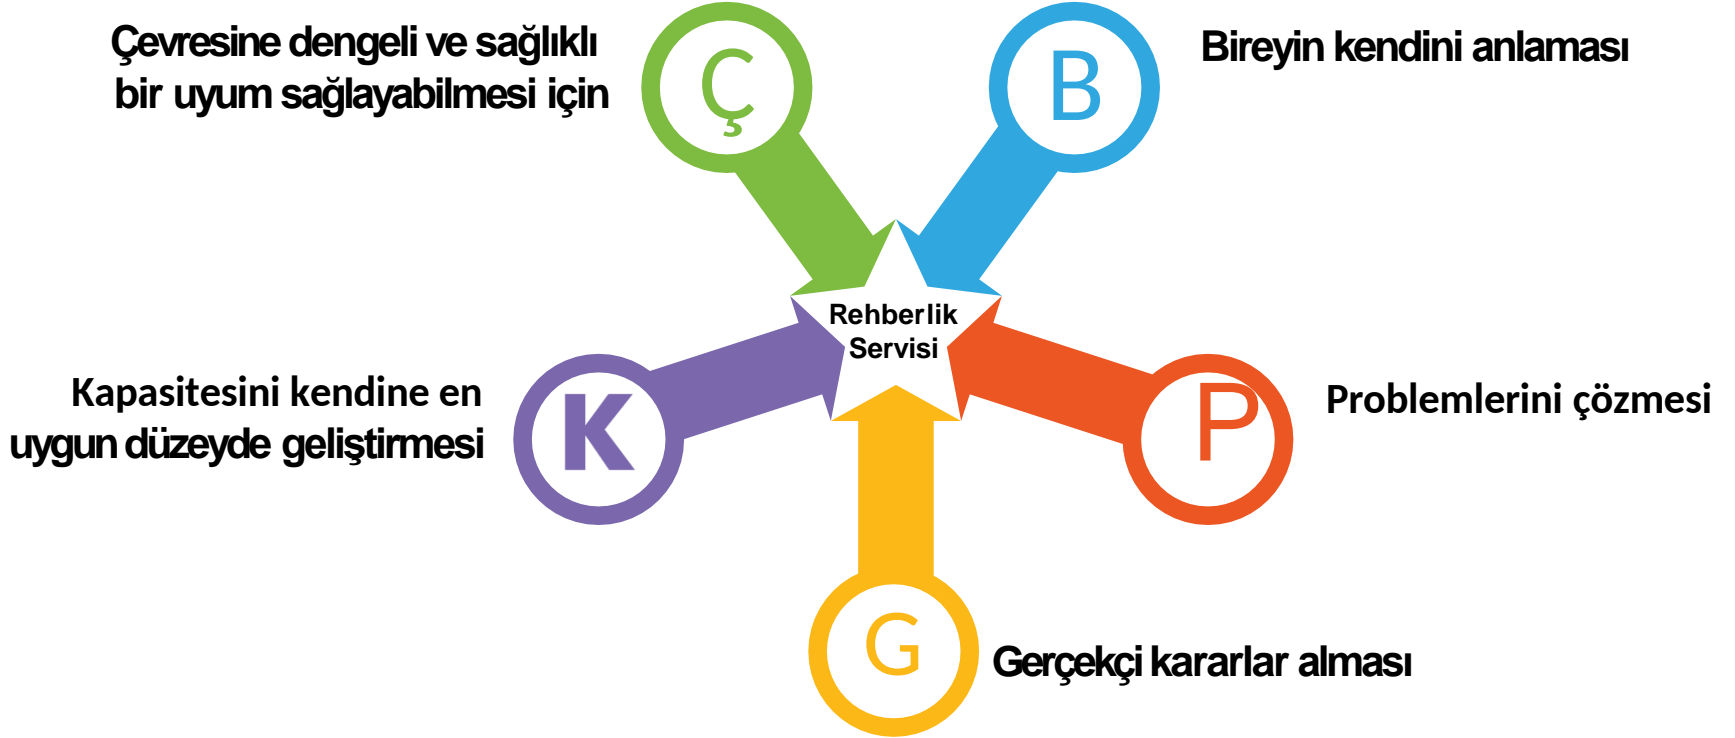 Çevresine dengeli ve sağlıklı
bir uyum sağlayabilmesi için
Ç
B
Bireyin kendini anlaması
Rehberlik
Servisi
Kapasitesini kendine en
uygun düzeyde geliştirmesi
K
P
Problemlerini çözmesi
G
Gerçekçi kararlar alması